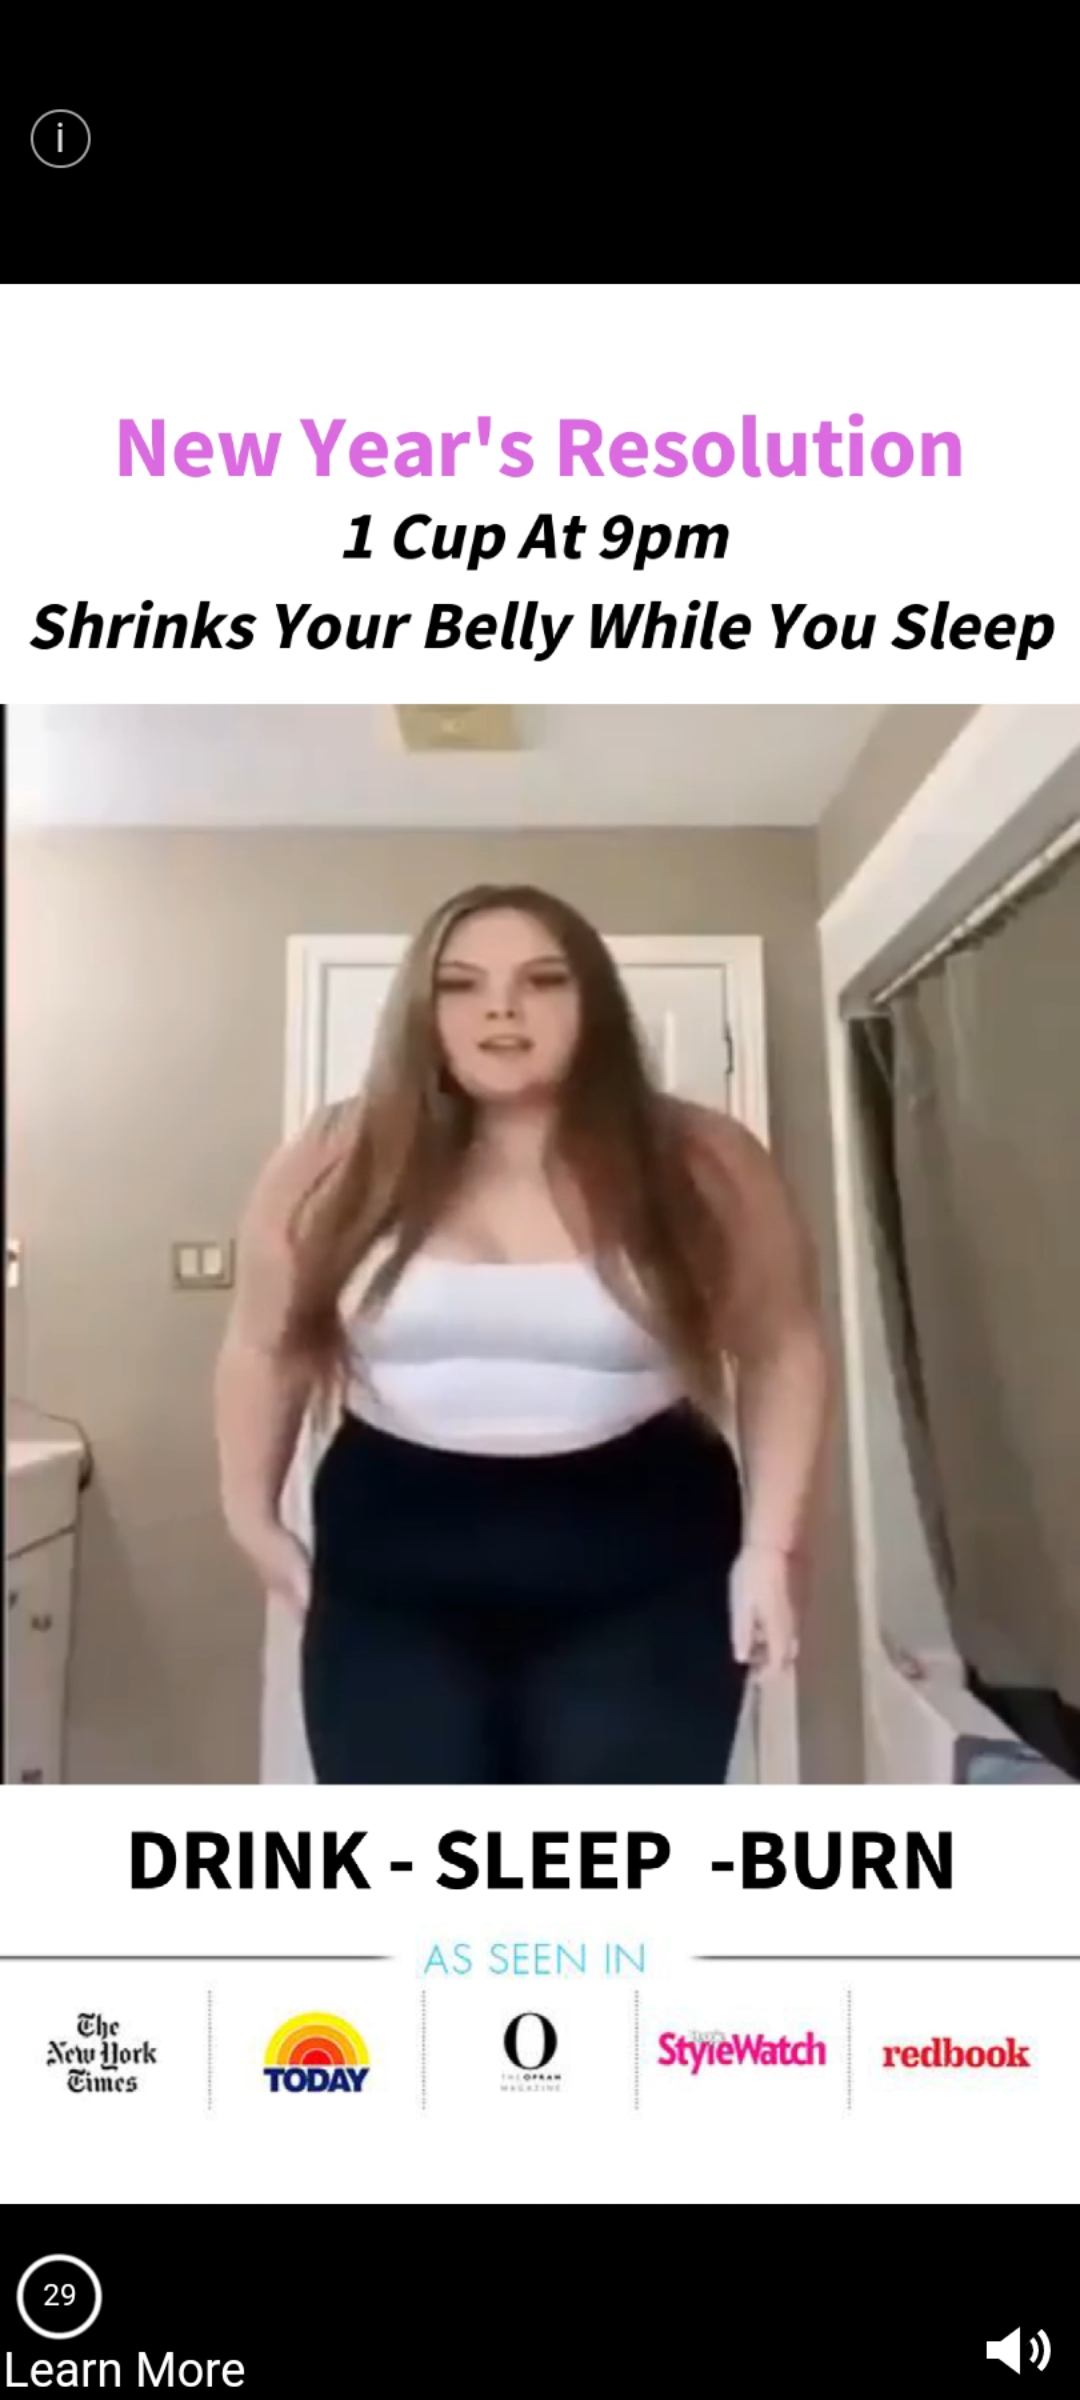 i
New Year's Resolution
1 Cup At 9pm
Shrinks Your Belly While You Sleep
DRINK - SLEEP -BURN
AS SEEN IN
The
New York
Times
TODAY
O
THE OPRAH
MAGAZINE
StyleWatch
redbook
29
Learn More